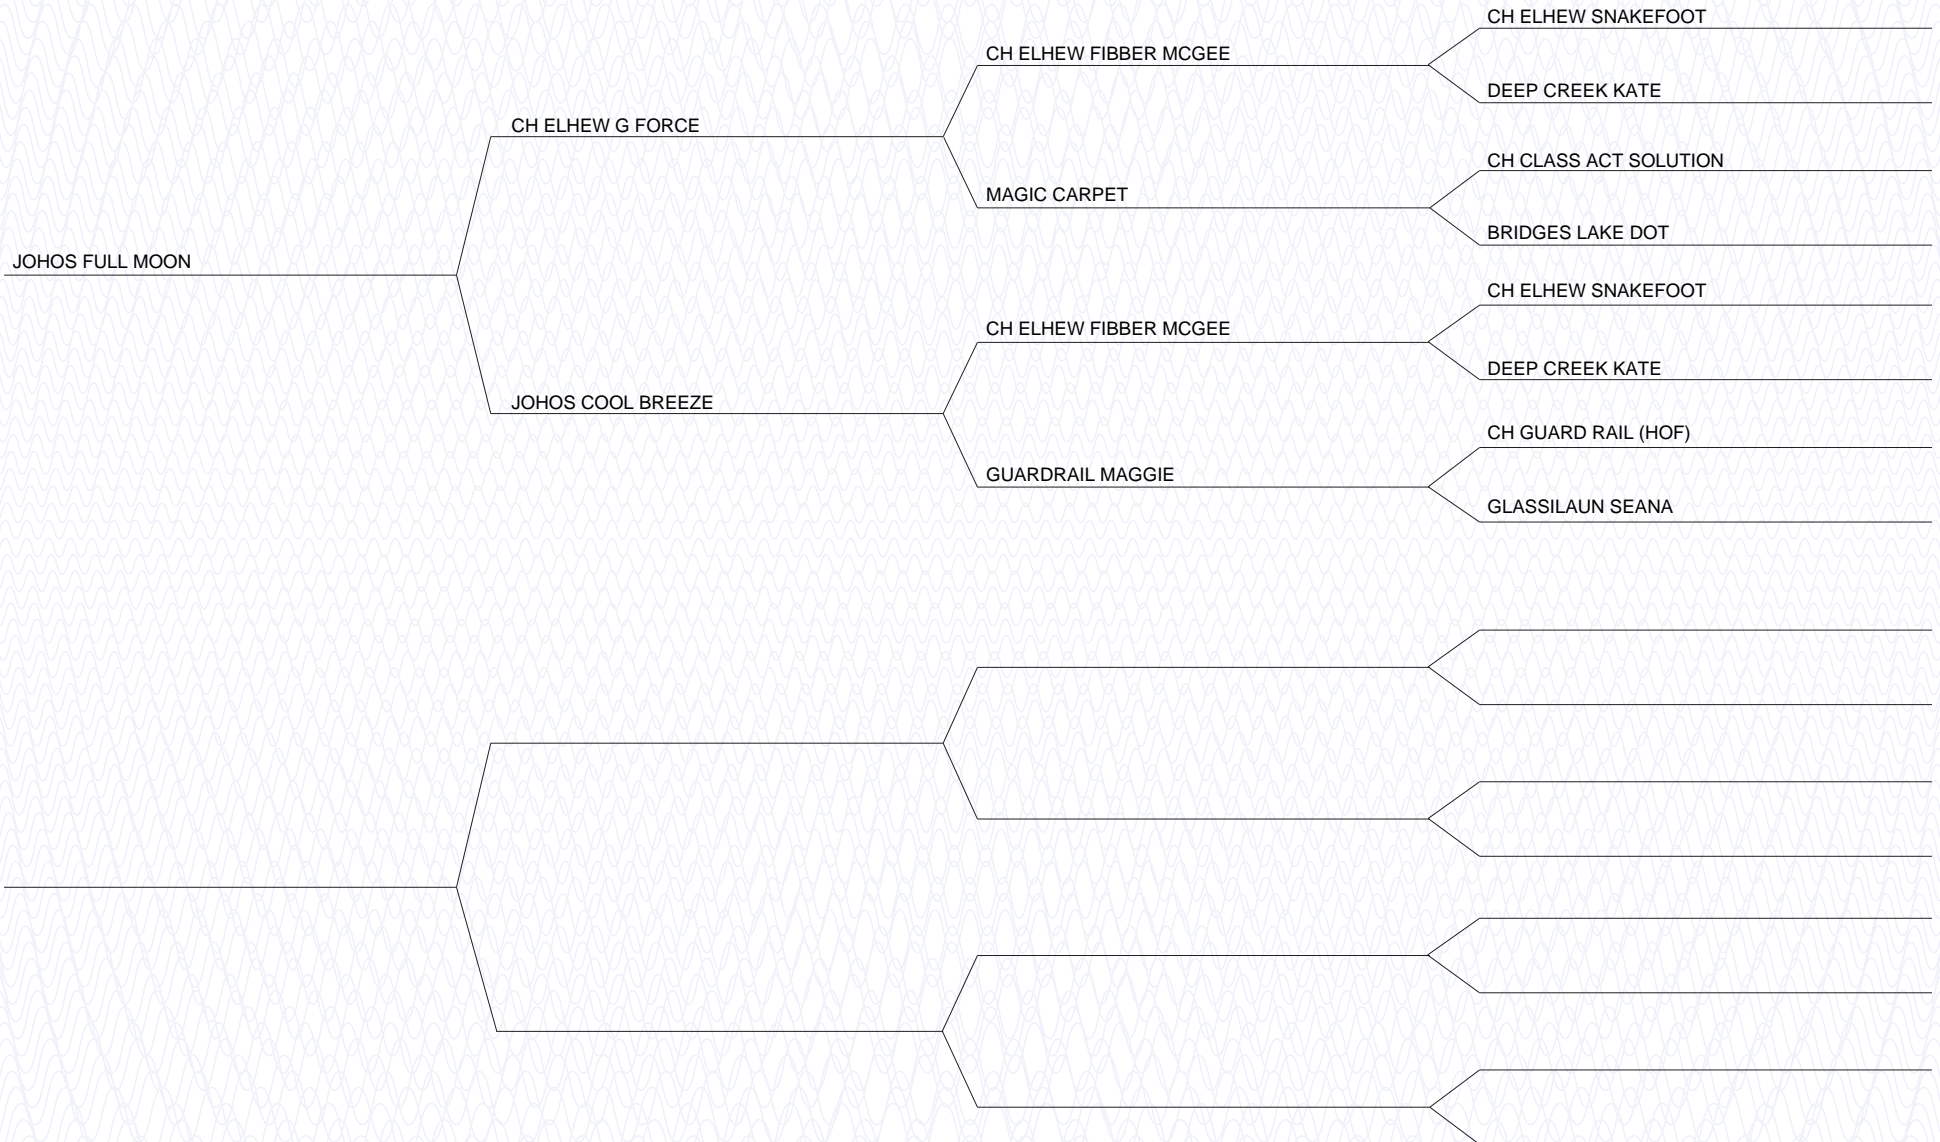 CH ELHEW SNAKEFOOT
CH ELHEW FIBBER MCGEE
DEEP CREEK KATE
CH ELHEW G FORCE
CH CLASS ACT SOLUTION
MAGIC CARPET
BRIDGES LAKE DOT
JOHOS FULL MOON
CH ELHEW SNAKEFOOT
CH ELHEW FIBBER MCGEE
DEEP CREEK KATE
JOHOS COOL BREEZE
CH GUARD RAIL (HOF)
GUARDRAIL MAGGIE
GLASSILAUN SEANA